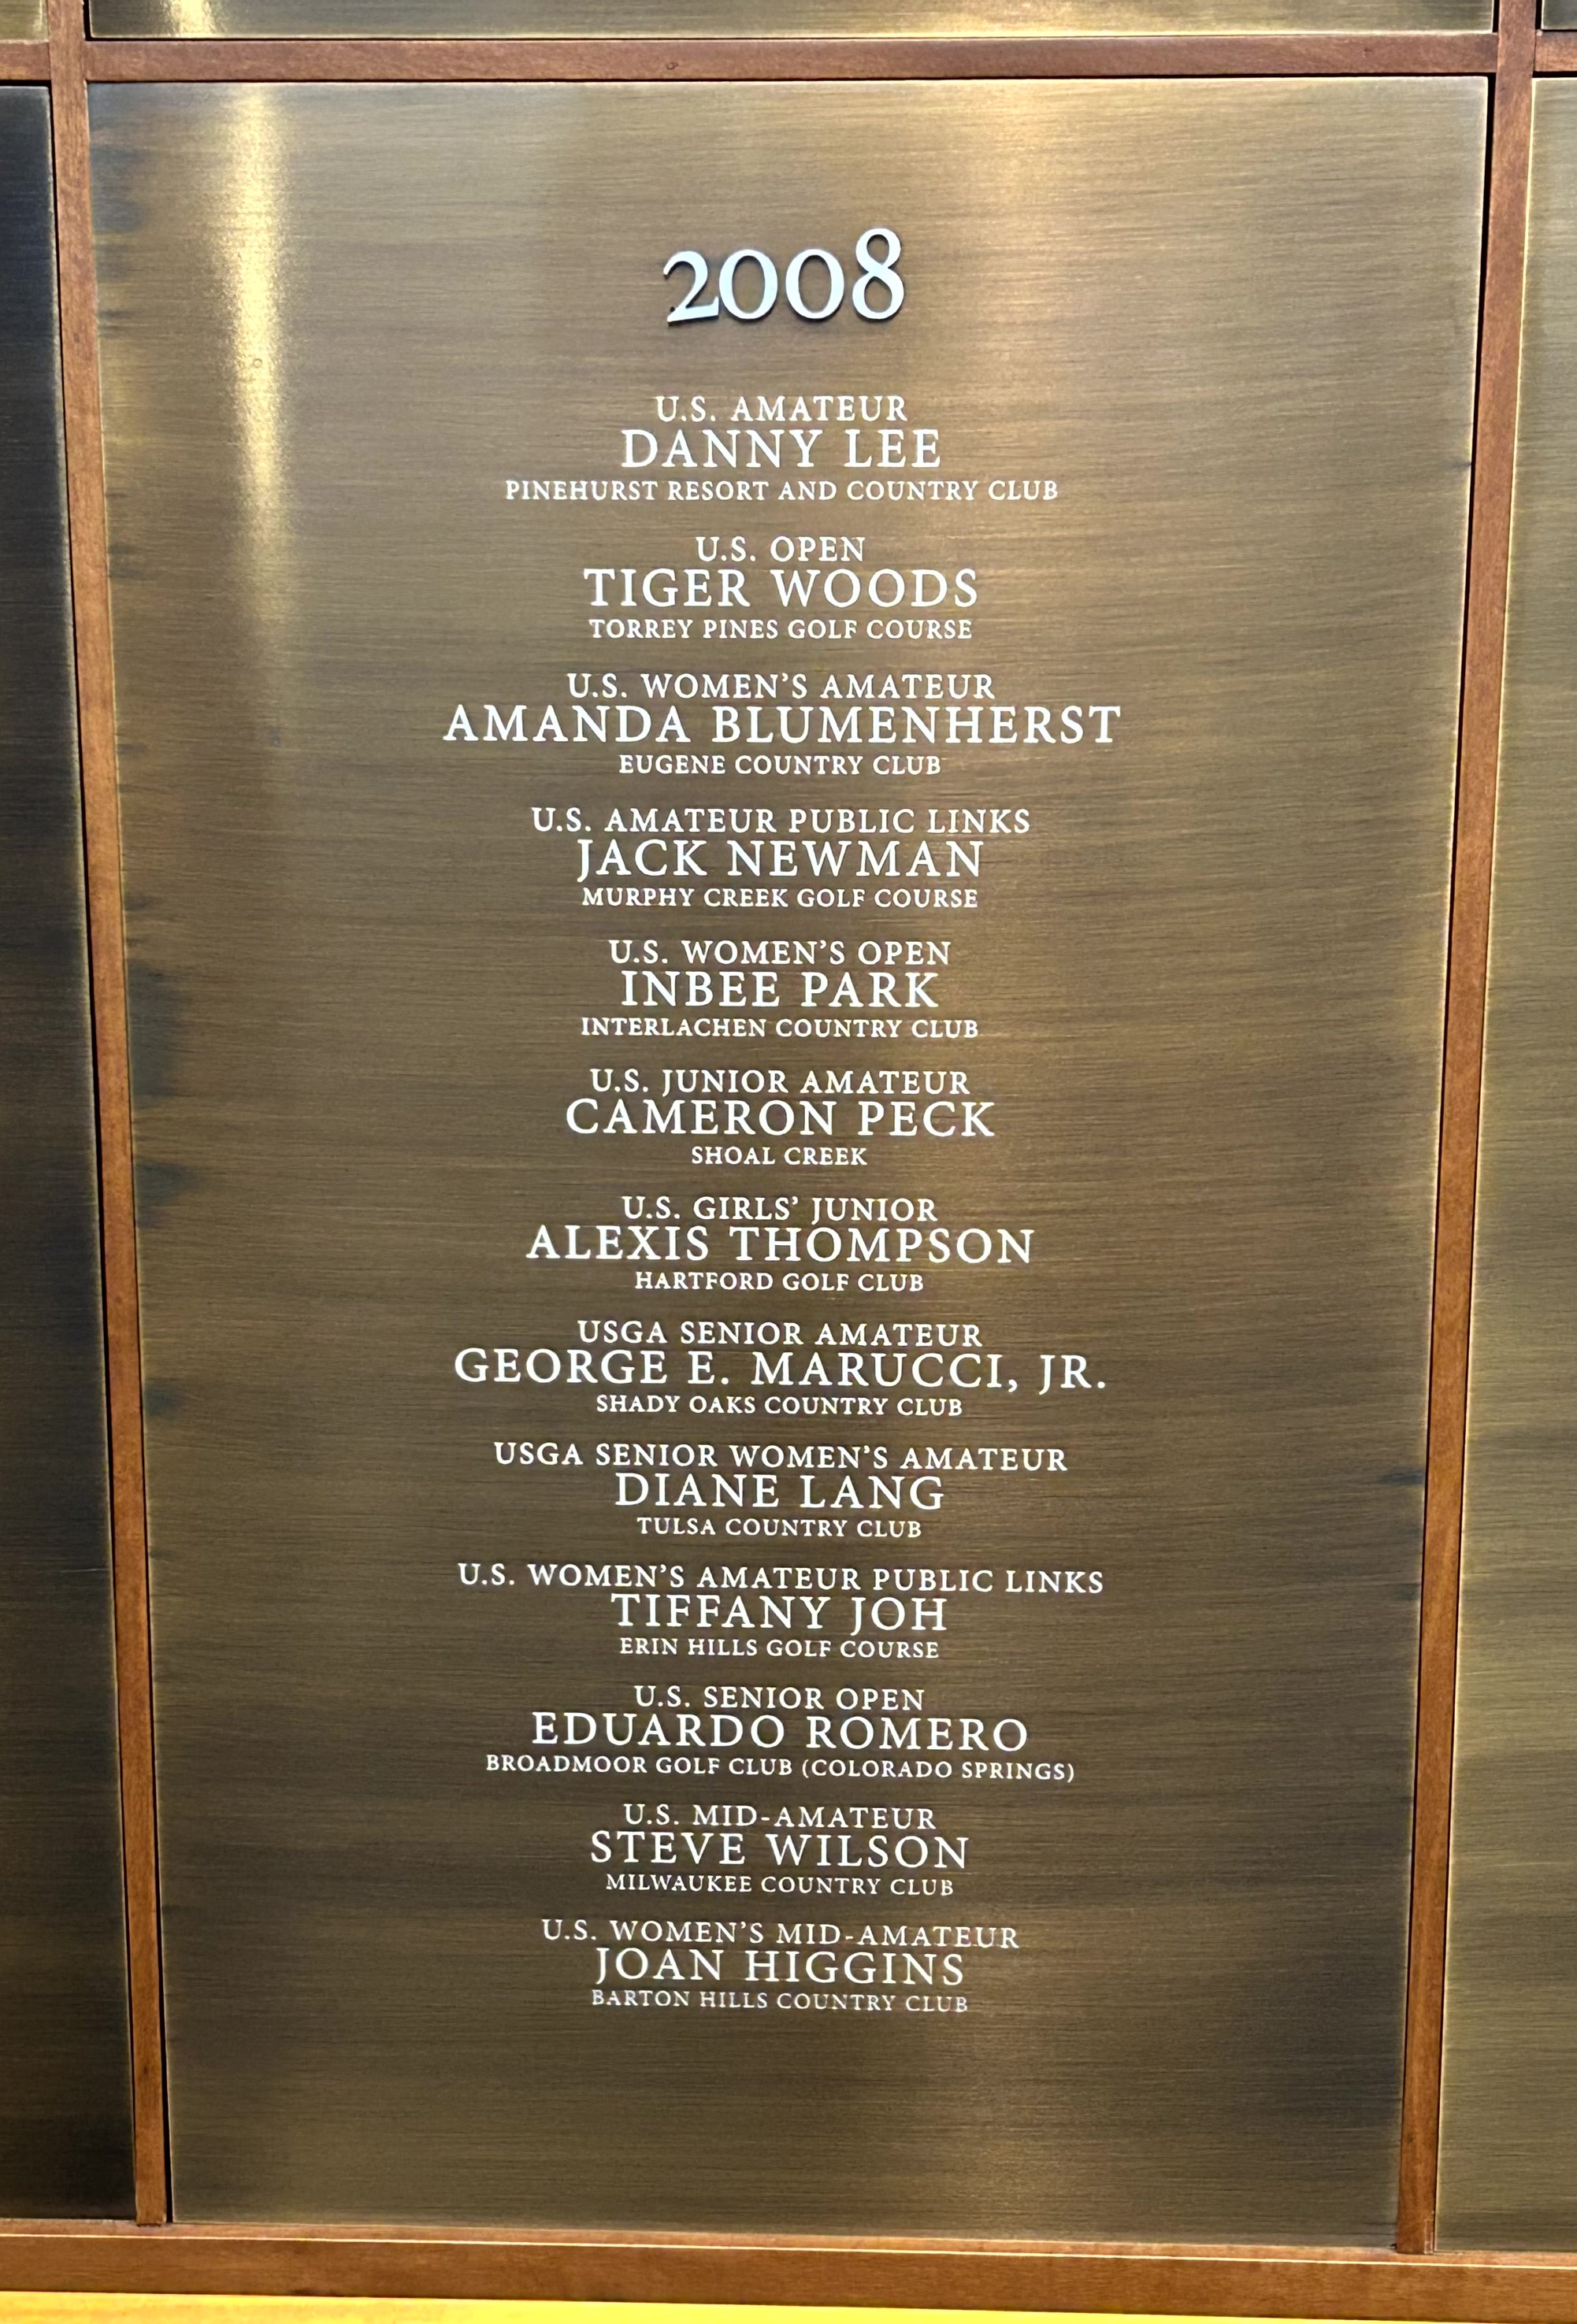 2008
U.S. AMATEUR
DANNY LEE
PINEHURST RESORT AND COUNTRY CLUB
U.S. OPEN
TIGER WOODS
TORREY PINES GOLF COURSE
U.S. WOMEN'S AMATEUR
AMANDA BLUMENHERST
EUGENE COUNTRY CLUB
U.S. AMATEUR PUBLIC LINKS
JACK NEWMAN
MURPHY CREEK GOLF COURSE
U.S. WOMEN'S OPEN
INBEE PARK
INTERLACHEN COUNTRY CLUB
U.S. JUNIOR AMATEUR
CAMERON PECK
SHOAL CREEK
U.S. GIRLS' JUNIOR
ALEXIS THOMPSON
HARTFORD GOLF CLUB
USGA SENIOR AMATEUR
GEORGE E. MARUCCI, JR.
SHADY OAKS COUNTRY CLUB
USGA SENIOR WOMEN'S AMATEUR
DIANE LANG
TULSA COUNTRY CLUB
U.S. WOMEN'S AMATEUR PUBLIC LINKS
TIFFANY JOH
ERIN HILLS GOLF COURSE
U.S. SENIOR OPEN
EDUARDO ROMERO
BROADMOOR GOLF CLUB (COLORADO SPRINGS)
U.S. MID-AMATEUR
STEVE WILSON
MILWAUKEE COUNTRY CLUB
U.S. WOMEN'S MID-AMATEUR
JOAN HIGGINS
BARTON HILLS COUNTRY CLUB